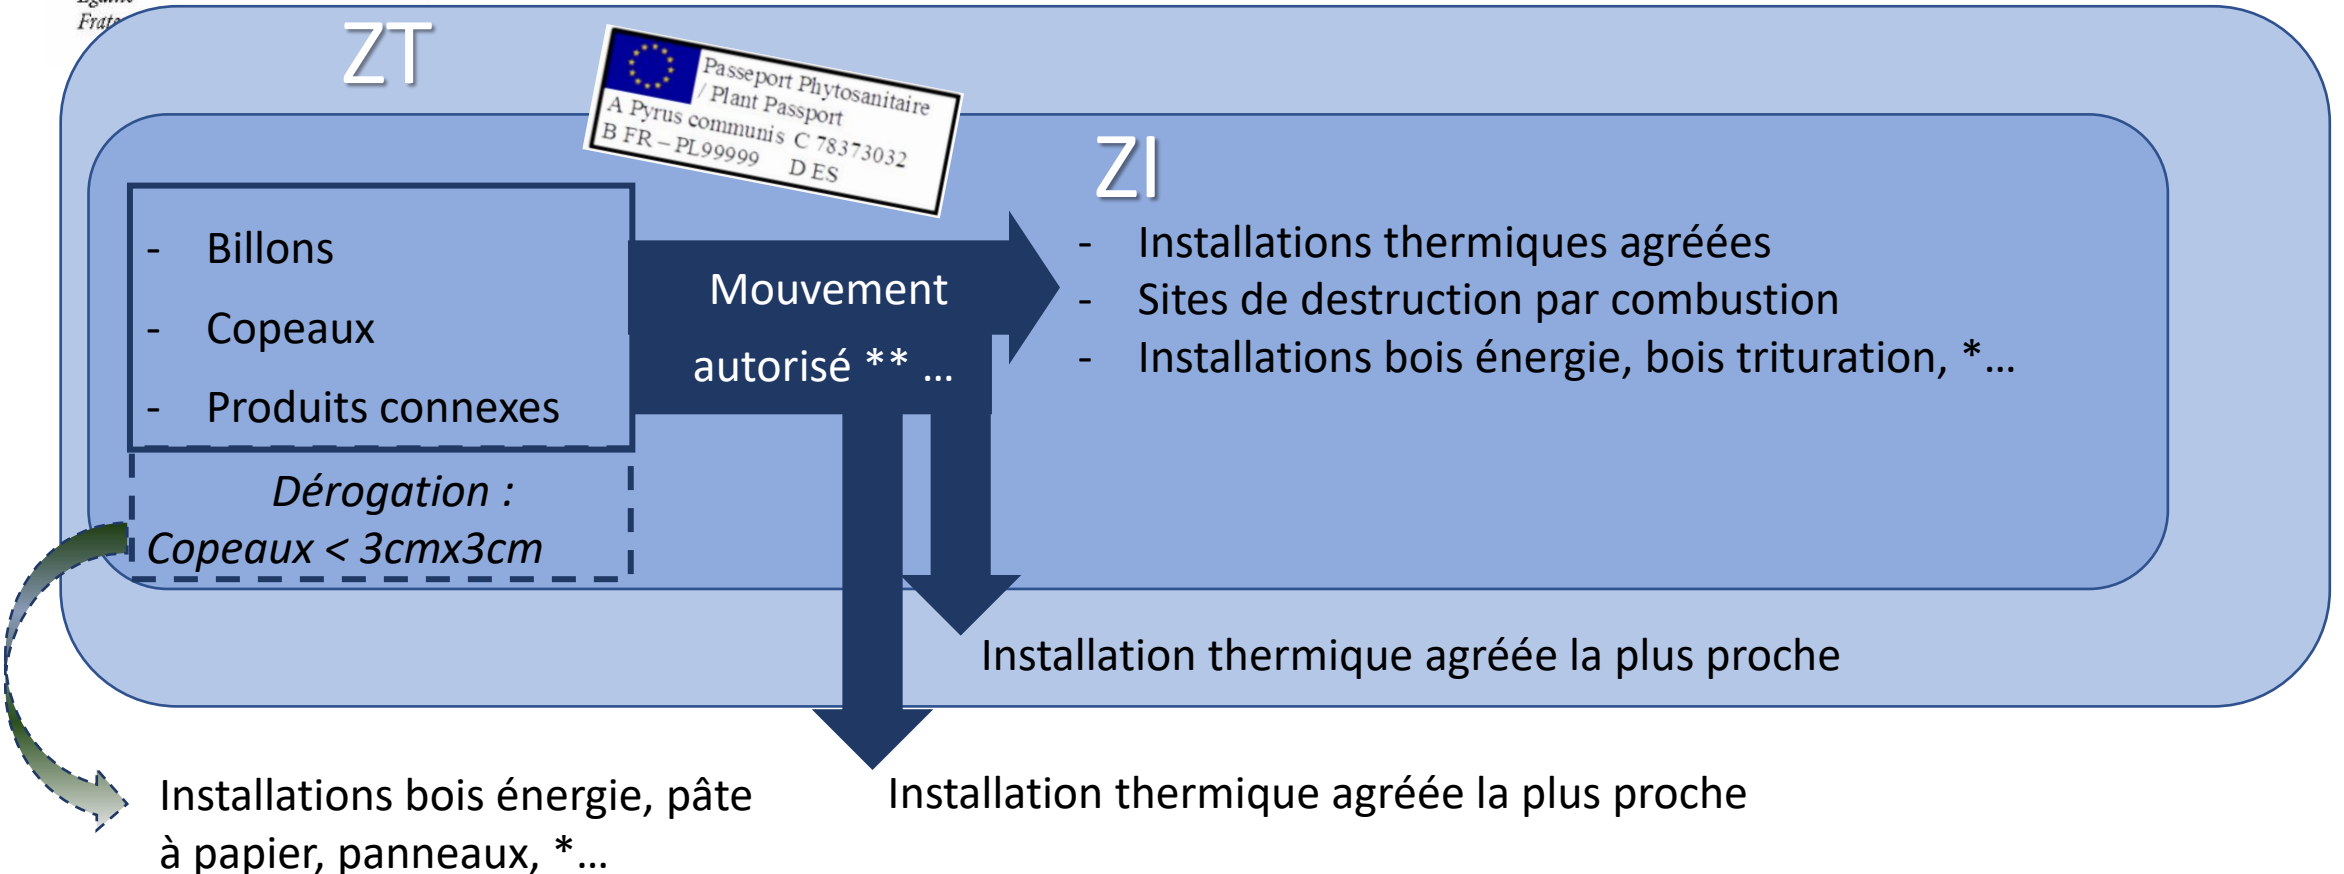 ZT
Passeport Phytosanitaire
/ Plant Passport
A Pyrus communis C 78373032
B FR – PL99999 D ES
ZI
- Billons
- Copeaux
- Produits connexes
Dérogation :
Copeaux < 3cmx3cm
Mouvement
autorisé ** ...
- Installations thermiques agréées
- Sites de destruction par combustion
- Installations bois énergie, bois trituration, *...
Installation thermique agréée la plus proche
Installation thermique agréée la plus proche
Installations bois énergie, pâte
à papier, panneaux, *...